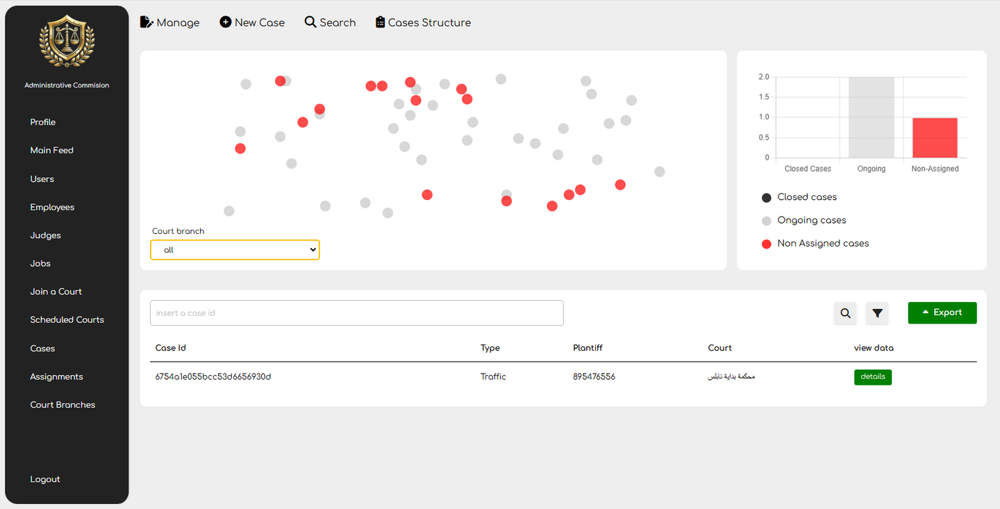 Administrative Commision
Profile
Main Feed
Users
Employees
Judges
Jobs
Join a Court
Scheduled Courts
Cases
Assignments
Court Branches
Logout
Manage New Case Search Cases Structure
Court branch
all
2.0
1.5
1.0
0.5
0
Closed Cases Ongoing Non-Assigned
Closed cases
Ongoing cases
Non Assigned cases
insert a case id
Export
Case Id Type Plantiff Court view data
6754a1e055bcc53d6656930d Traffic 895476556 محكمة بداية نابلس details